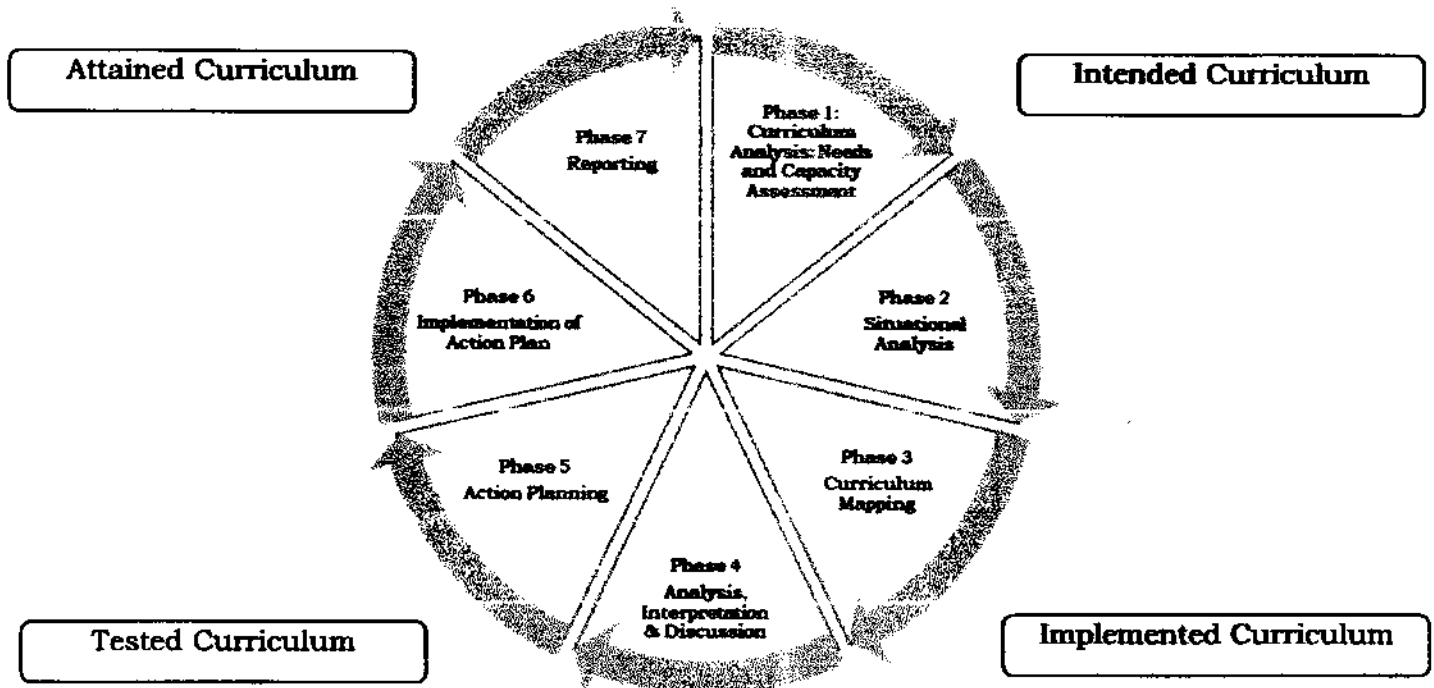 Attained Curriculum
Intended Curriculum
Phase 1:
Curriculum
Analysis: Needs
and Capacity
Assessment
Phase 2
Situational
Analysis
Phase 3
Curriculum
Mapping
Phase 4
Analysis,
Interpretation
& Discussion
Phase 5
Action Planning
Phase 6
Implementation of
Action Plan
Phase 7
Reporting
Tested Curriculum
Implemented Curriculum